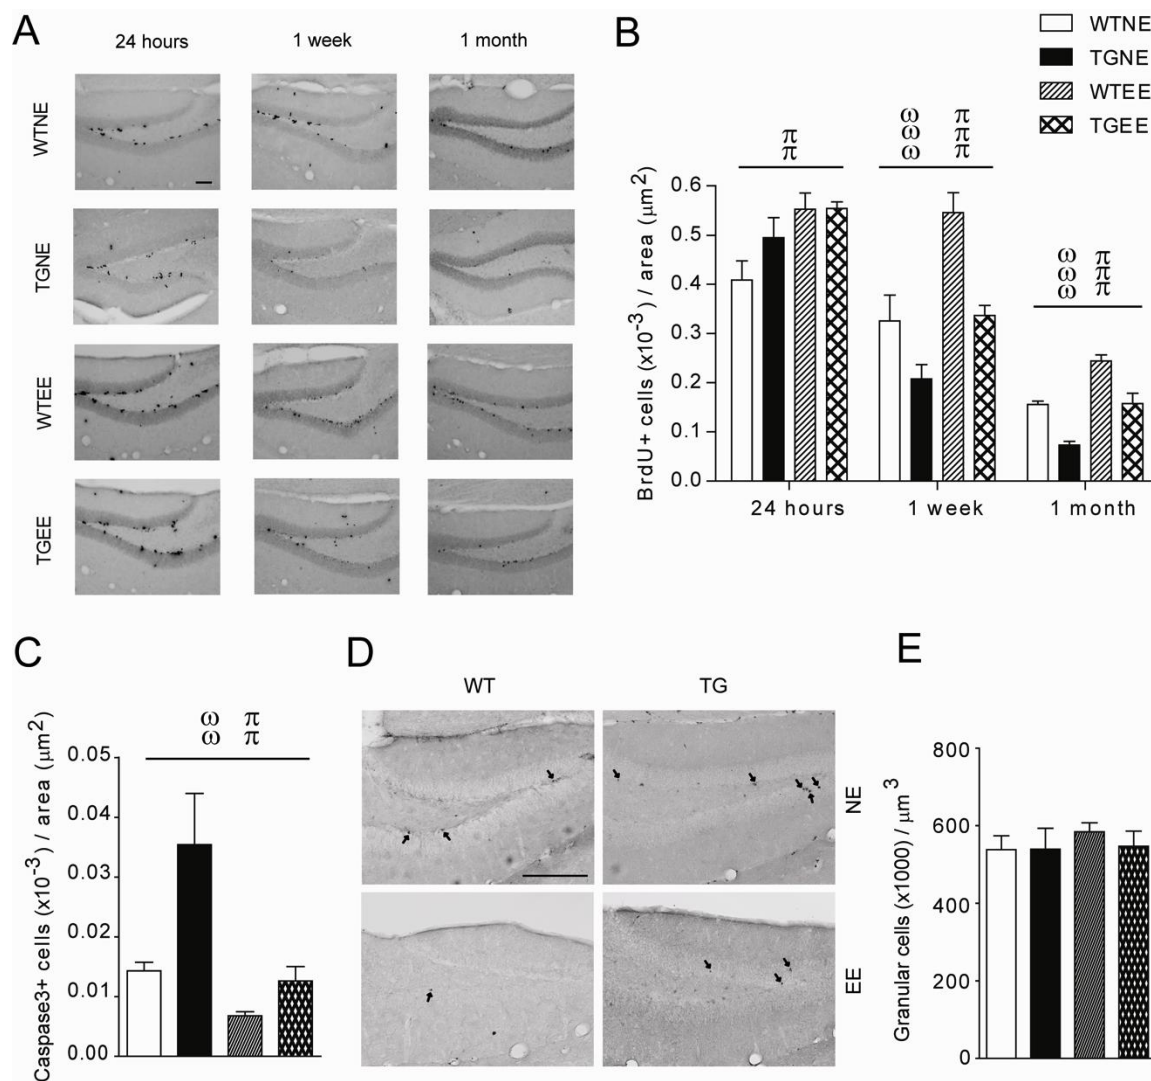 A
24 hours
1 week
1 month
WTNE
TGNE
WTEE
TGEE
B
WTNE
TGNE
WTEE
TGEE
π
π
ω
ω
ω
π
π
π
ω
ω
ω
π
π
π
BrdU+ cells (x10⁻³) / area (μm²)
0.6
0.5
0.4
0.3
0.2
0.1
0.0
24 hours
1 week
1 month
C
ω
ω
π
π
Caspase3+ cells (x10⁻³) / area (μm²)
0.05
0.04
0.03
0.02
0.01
0.00
D
WT
TG
NE
EE
E
Granular cells (x1000) / μm³
800
600
400
200
0